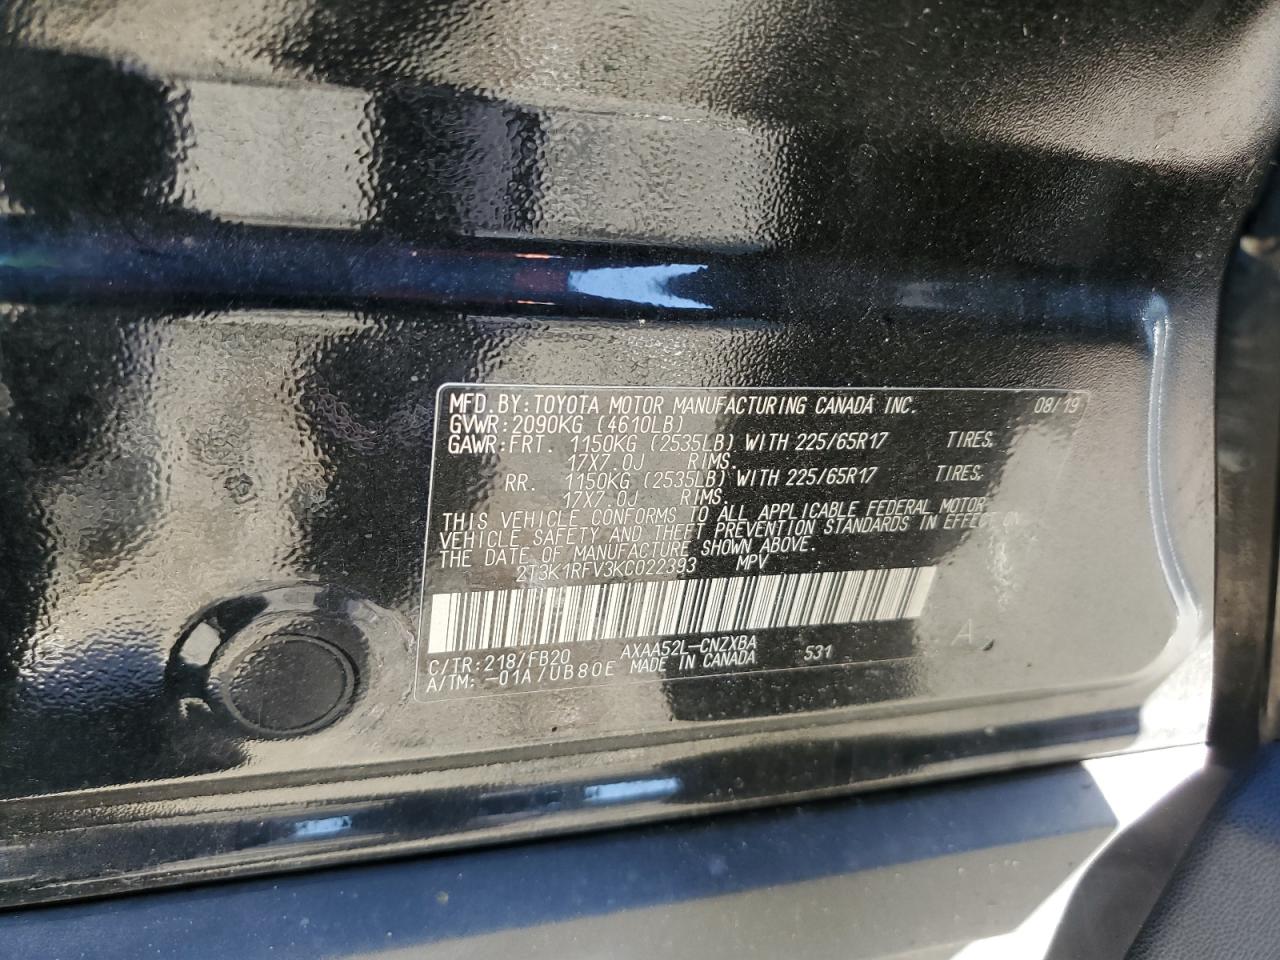 MFD.BY:TOYOTA MOTOR MANUFACTURING CANADA INC. 08/19
GVWR:2090KG (4610LB)
GAWR:FRT. 1150KG (2535LB) WITH 225/65R17 TIRES,
17X7.0J RIMS.
RR. 1150KG (2535LB) WITH 225/65R17 TIRES,
17X7.0J RIMS.
THIS VEHICLE CONFORMS TO ALL APPLICABLE FEDERAL MOTOR
VEHICLE SAFETY AND THEFT PREVENTION STANDARDS IN EFFECT ON
THE DATE OF MANUFACTURE SHOWN ABOVE.
2T3K1RFV3KC022393 MPV
C/TR:218/FB20 AXAA52L-CNZXBA 531 A
A/TM:-01A/UB80E MADE IN CANADA